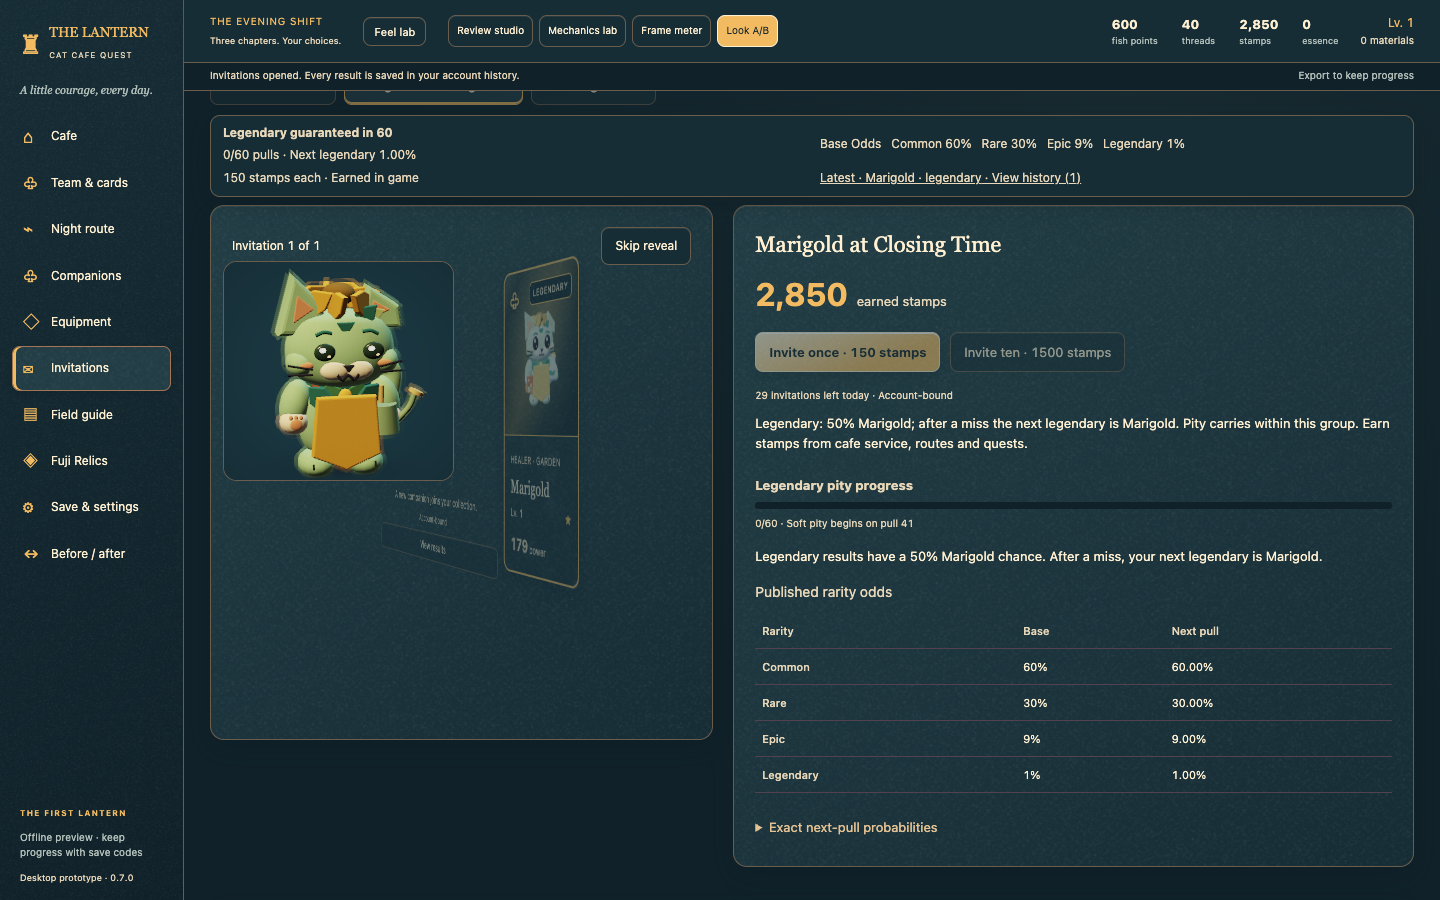 THE LANTERN
CAT CAFE QUEST
A little courage, every day.
Cafe
Team & cards
Night route
Companions
Equipment
Invitations
Field guide
Fuji Relics
Save & settings
Before / after
THE FIRST LANTERN
Offline preview · keep
progress with save codes
Desktop prototype · 0.7.0
THE EVENING SHIFT
Three chapters. Your choices.
Feel lab
Review studio
Mechanics lab
Frame meter
Look A/B
600
fish points
40
threads
2,850
stamps
0
essence
Lv. 1
0 materials
Invitations opened. Every result is saved in your account history.
Export to keep progress
Legendary guaranteed in 60
0/60 pulls · Next legendary 1.00%
150 stamps each · Earned in game
Base Odds Common 60% Rare 30% Epic 9% Legendary 1%
Latest · Marigold · legendary · View history (1)
Invitation 1 of 1
Skip reveal
LEGENDARY
HEALER · GARDEN
Marigold
Lv. 1
179 power
A new companion joins your collection.
Account-bound
View results
Marigold at Closing Time
2,850 earned stamps
Invite once · 150 stamps
Invite ten · 1500 stamps
29 invitations left today · Account-bound
Legendary: 50% Marigold; after a miss the next legendary is Marigold. Pity carries within this group. Earn
stamps from cafe service, routes and quests.
Legendary pity progress
0/60 · Soft pity begins on pull 41
Legendary results have a 50% Marigold chance. After a miss, your next legendary is Marigold.
Published rarity odds
Rarity Base Next pull
Common 60% 60.00%
Rare 30% 30.00%
Epic 9% 9.00%
Legendary 1% 1.00%
Exact next-pull probabilities